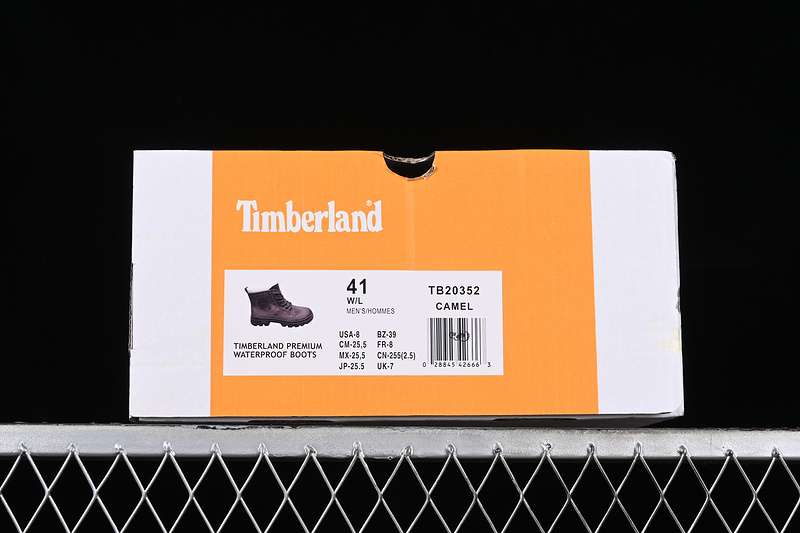 Timberland
41
W/L
MEN'S/HOMMES
TB20352
CAMEL
USA-8 BZ-39
CM-25,5 FR-8
MX-25,5 CN-255(2.5)
JP-25.5 UK-7
TIMBERLAND PREMIUM
WATERPROOF BOOTS
0 28845 42666 3